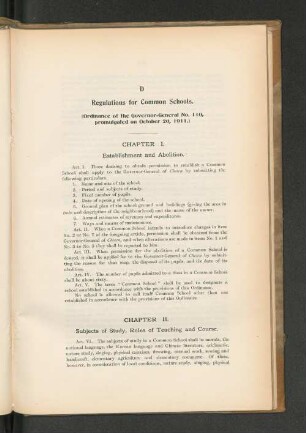 D
Regulations for Common Schools.
(Ordinance of the Governor-General No. 110,
promulgated on October 20, 1911.)
CHAPTER I.
Establishment and Abolition.
Art. I. Those desiring to obtain permission to establish a Common
School shall apply to the Governor-General of Chosen by submitting the
following particulars:
1. Name and site of the school.
2. Period and subjects of study.
3. Fixed number of pupils.
4. Date of opening of the school.
5. Ground plan of the school-ground and buildings (giving the area in
and description of the neighbourhood) and the name of the owner.
6. Annual estimates of revenue and expenditure.
7. Ways and means of maintenance.
Art. II. When a Common School intends to introduce changes in item
No. 2 or No. 3 of the foregoing article, permission shall be obtained from the
Governor-General of Chosen, and when alterations are made in items No. 1 and No.
5 or No. 6 they shall be reported to him.
Art. III. When permission for the abolition of a Common School is
desired, it shall be applied for to the Governor-General of Chosen by submitting
the reason for that step, the disposal of the pupils, and the date of the
abolition.
Art. IV. The number of pupils admitted to a class in a Common School
shall be about sixty.
Art. V. The term "Common School" shall be used to designate a
school established in accordance with the provision of this Ordinance.
No school is allowed to call itself Common School other than one
established in accordance with the provisions of this Ordinance.
CHAPTER II.
Subjects of Study, Rules of Teaching and Course.
Art. VI. The subjects of study in a Common School shall be morals, the
national language, the Korean language and Chinese literature, arithmetic,
nature study, singing, physical exercises, drawing, manual work, sewing and
handicraft, elementary agriculture, and elementary commerce. Of these,
however, in consideration of local conditions, nature study, singing, physical